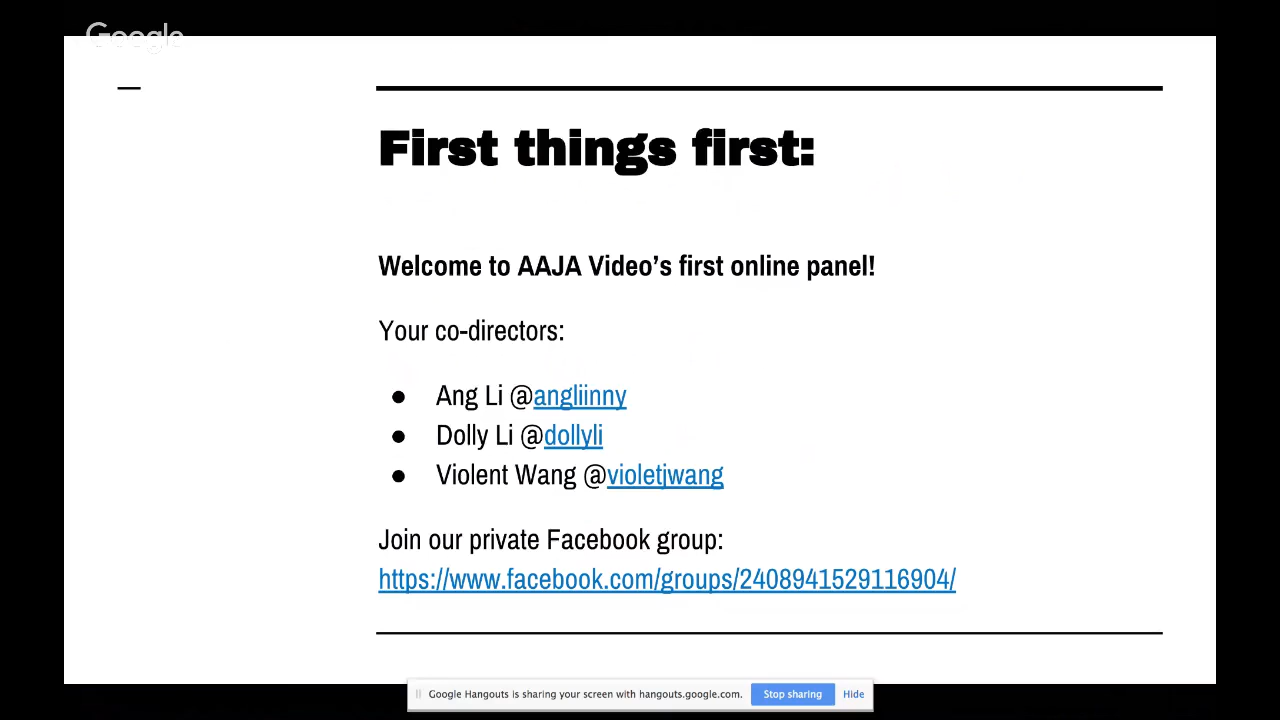 Google
First things first:
Welcome to AAJA Video’s first online panel!
Your co-directors:
● Ang Li @angliinny
● Dolly Li @dollyli
● Violent Wang @violetjwang
Join our private Facebook group:
https://www.facebook.com/groups/2408941529116904/
Google Hangouts is sharing your screen with hangouts.google.com. Stop sharing Hide